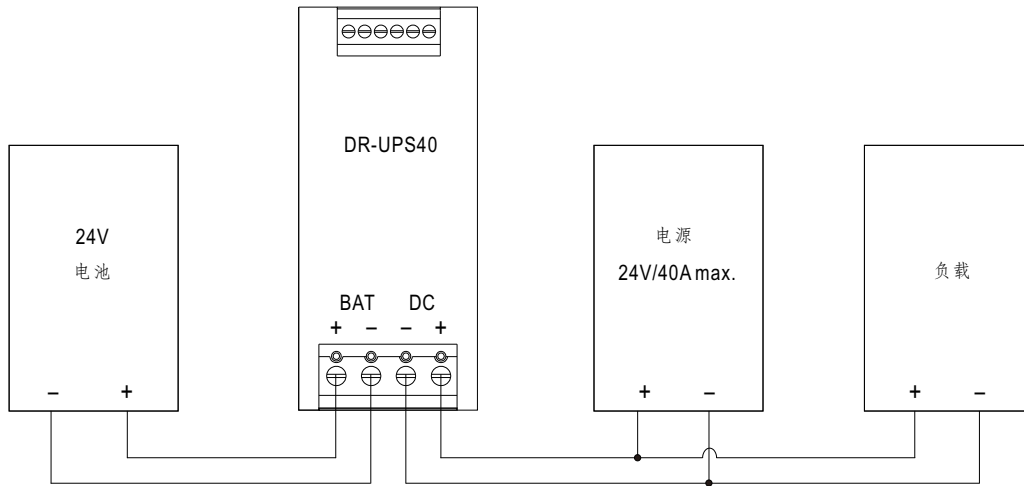 DR-UPS40
24V
电池
电源
24V/40A max.
负载
BAT DC
+ – – +
– +
+ –
+ –